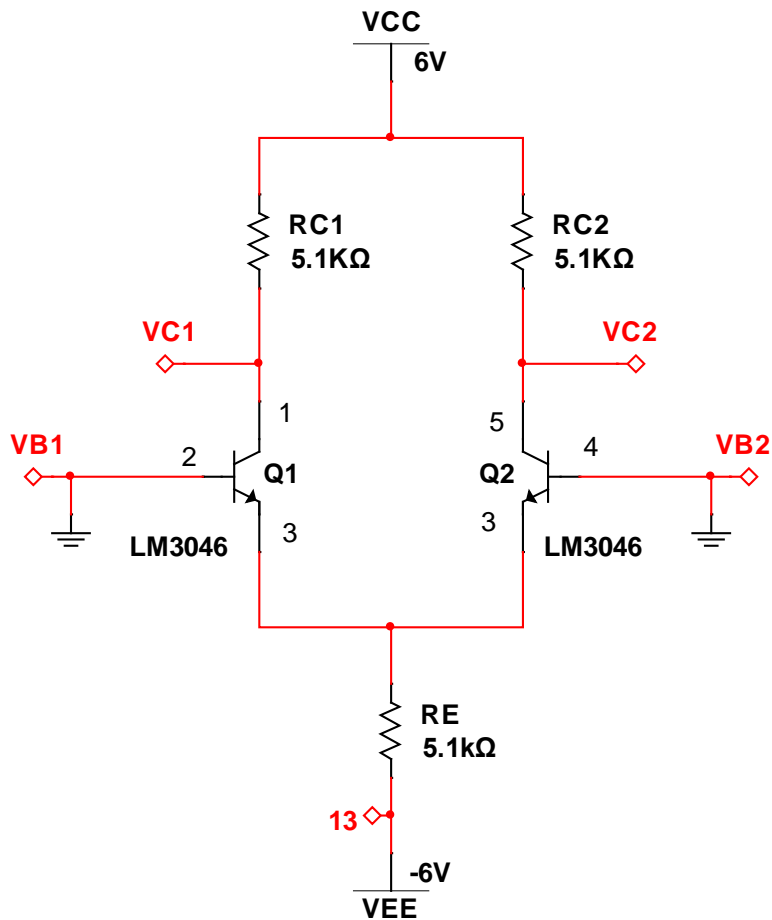 VCC
6V
RC1
5.1KΩ
RC2
5.1KΩ
VC1
VC2
1
5
VB1
2
Q1
Q2
4
VB2
3
3
LM3046
LM3046
RE
5.1kΩ
13
-6V
VEE